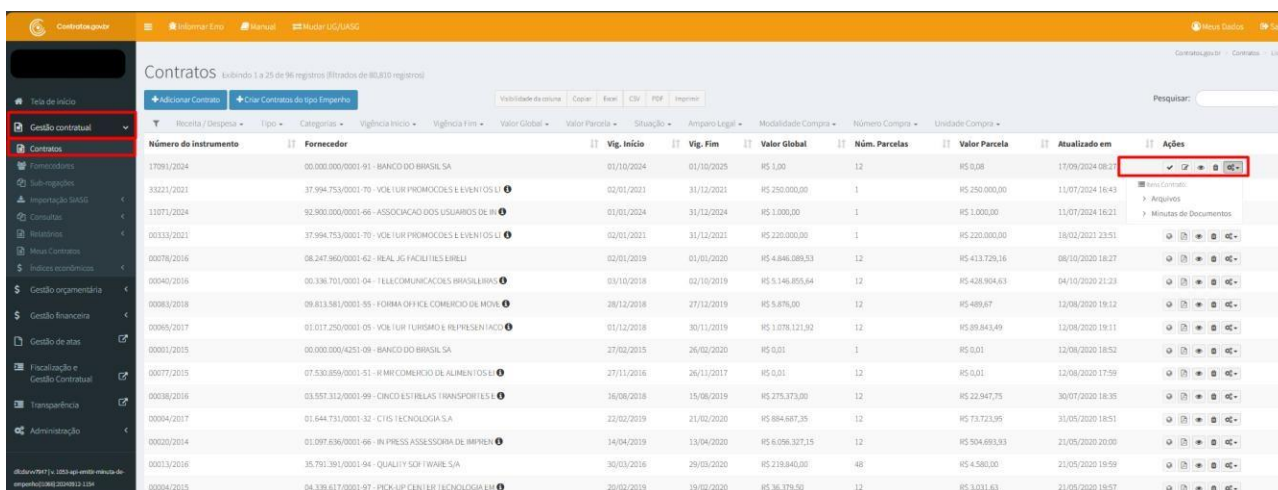 Contratos.gov.br
Informar Erro Manual Mudar UG/UASG
Meus Dados
Contratos.gov.br > Contratos >
Contratos Exibindo 1 a 25 de 96 registros (filtrados de 80,810 registros)
Adicionar Contrato Criar Contratos do tipo Empenho
Visibilidade da coluna Copiar Excel CSV PDF Imprimir
Pesquisar:
Receita / Despesa Tipo Categorias Vigência Inicio Vigência Fim Valor Global Valor Parcela Situação Amparo Legal Modalidade Compra Número Compra Unidade Compra
Tela de início
Gestão contratual
Contratos
Fornecedores
Sub-rogações
Importação SIASG
Consultas
Relatórios
Meus Contratos
Índices econômicos
Gestão orçamentária
Gestão financeira
Gestão de atas
Fiscalização e
Gestão Contratual
Transparência
Administração
Número do instrumento Fornecedor Vig. Início Vig. Fim Valor Global Núm. Parcelas Valor Parcela Atualizado em Ações
17091/2024 00.000.000/0001-91 - BANCO DO BRASIL SA 01/10/2024 01/10/2025 R$ 1,00 12 R$ 0,08 17/09/2024 08:27
Itens Contrato
> Arquivos
> Minutas de Documentos
33221/2021 37.994.753/0001-70 - VOETUR PROMOCOES E EVENTOS LT 02/01/2021 31/12/2021 R$ 250.000,00 1 R$ 250.000,00 11/07/2024 16:43
11071/2024 92.900.000/0001-66 - ASSOCIACAO DOS USUARIOS DE IN 01/01/2024 31/12/2024 R$ 1.000,00 1 R$ 1.000,00 11/07/2024 16:21
00333/2021 37.994.753/0001-70 - VOETUR PROMOCOES E EVENTOS LT 02/01/2021 31/12/2021 R$ 220.000,00 1 R$ 220.000,00 18/02/2021 23:51
00078/2016 08.247.960/0001-62 - REAL JG FACILITIES EIRELI 02/01/2019 01/01/2020 R$ 4.846.089,53 12 R$ 413.729,16 08/10/2020 18:27
00040/2016 00.336.701/0001-04 - TELECOMUNICACOES BRASILEIRAS 03/10/2018 02/10/2019 R$ 5.146.855,64 12 R$ 428.904,63 04/10/2020 21:23
00083/2018 09.813.581/0001-55 - FORMA OFFICE COMERCIO DE MOVE 28/12/2018 27/12/2019 R$ 5.876,00 12 R$ 489,67 12/08/2020 19:12
00065/2017 01.017.250/0001-05 - VOETUR TURISMO E REPRESENTACO 01/12/2018 30/11/2019 R$ 1.078.121,92 12 R$ 89.843,49 12/08/2020 19:11
00001/2015 00.000.000/4251-09 - BANCO DO BRASIL SA 27/02/2015 26/02/2020 R$ 0,01 1 R$ 0,01 12/08/2020 18:52
00077/2015 07.530.859/0001-51 - R MR COMERCIO DE ALIMENTOS EI 27/11/2016 26/11/2017 R$ 0,01 12 R$ 0,01 12/08/2020 17:59
00038/2016 03.557.312/0001-99 - CINCO ESTRELAS TRANSPORTES E 16/08/2018 15/08/2019 R$ 275.373,00 12 R$ 22.947,75 30/07/2020 18:35
00004/2017 01.644.731/0001-32 - CTIS TECNOLOGIA S.A 22/02/2019 21/02/2020 R$ 884.687,35 12 R$ 73.723,95 31/05/2020 18:51
00020/2014 01.097.636/0001-66 - IN PRESS ASSESSORIA DE IMPREN 14/04/2019 13/04/2020 R$ 6.056.327,15 12 R$ 504.693,93 21/05/2020 20:00
00013/2016 35.791.391/0001-94 - QUALITY SOFTWARE S/A 30/03/2016 29/03/2020 R$ 219.840,00 48 R$ 4.580,00 21/05/2020 19:59
00004/2015 04.339.617/0001-97 - PICK-UP CENTER TECNOLOGIA EM 20/02/2019 19/02/2020 R$ 36.379,50 12 R$ 3.031,63 21/05/2020 19:57